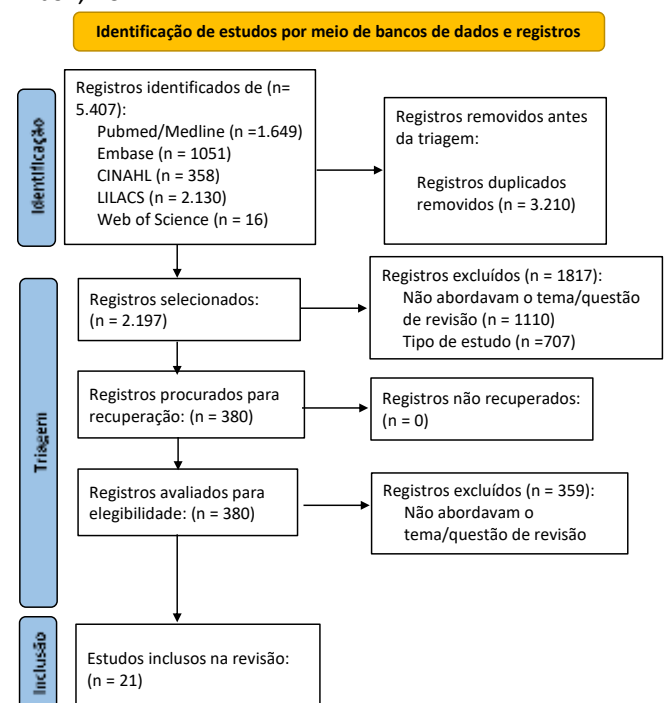 Identificação de estudos por meio de bancos de dados e registros
Identificação
Registros identificados de (n=
5.407):
Pubmed/Medline (n =1.649)
Embase (n = 1051)
CINAHL (n = 358)
LILACS (n = 2.130)
Web of Science (n = 16)
Registros removidos antes
da triagem:
Registros duplicados
removidos (n = 3.210)
Triagem
Registros selecionados:
(n = 2.197)
Registros excluídos (n = 1817):
Não abordavam o tema/questão
de revisão (n = 1110)
Tipo de estudo (n =707)
Registros procurados para
recuperação: (n = 380)
Registros não recuperados:
(n = 0)
Registros avaliados para
elegibilidade: (n = 380)
Registros excluídos (n = 359):
Não abordavam o
tema/questão de revisão
Inclusão
Estudos inclusos na revisão:
(n = 21)